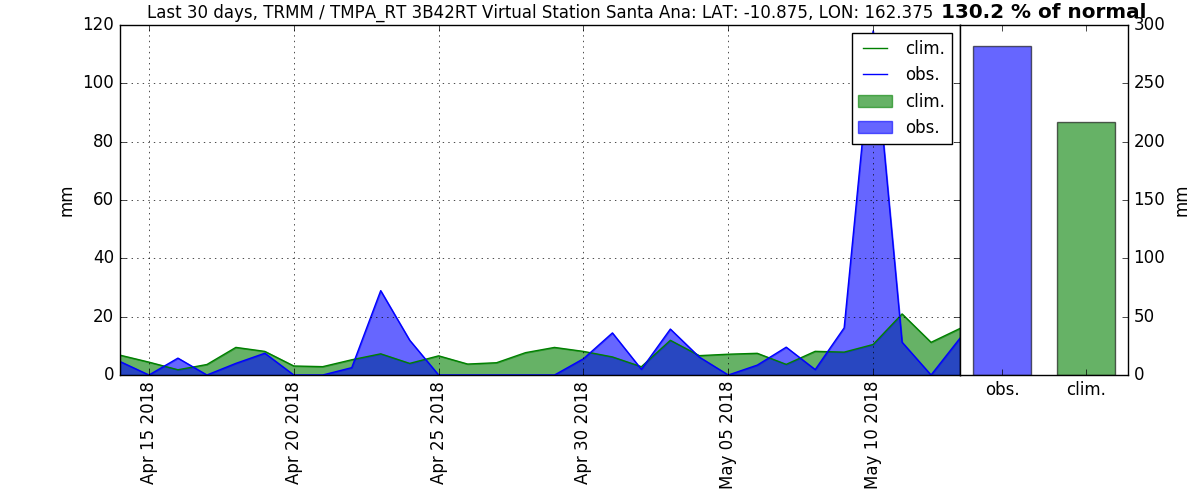 Last 30 days, TRMM / TMPA_RT 3B42RT Virtual Station Santa Ana: LAT: -10.875, LON: 162.375 130.2 % of normal
120
100
80
60
40
20
0
mm
clim.
obs.
clim.
obs.
300
250
200
150
100
50
0
mm
Apr 15 2018
Apr 20 2018
Apr 25 2018
Apr 30 2018
May 05 2018
May 10 2018
obs.
clim.